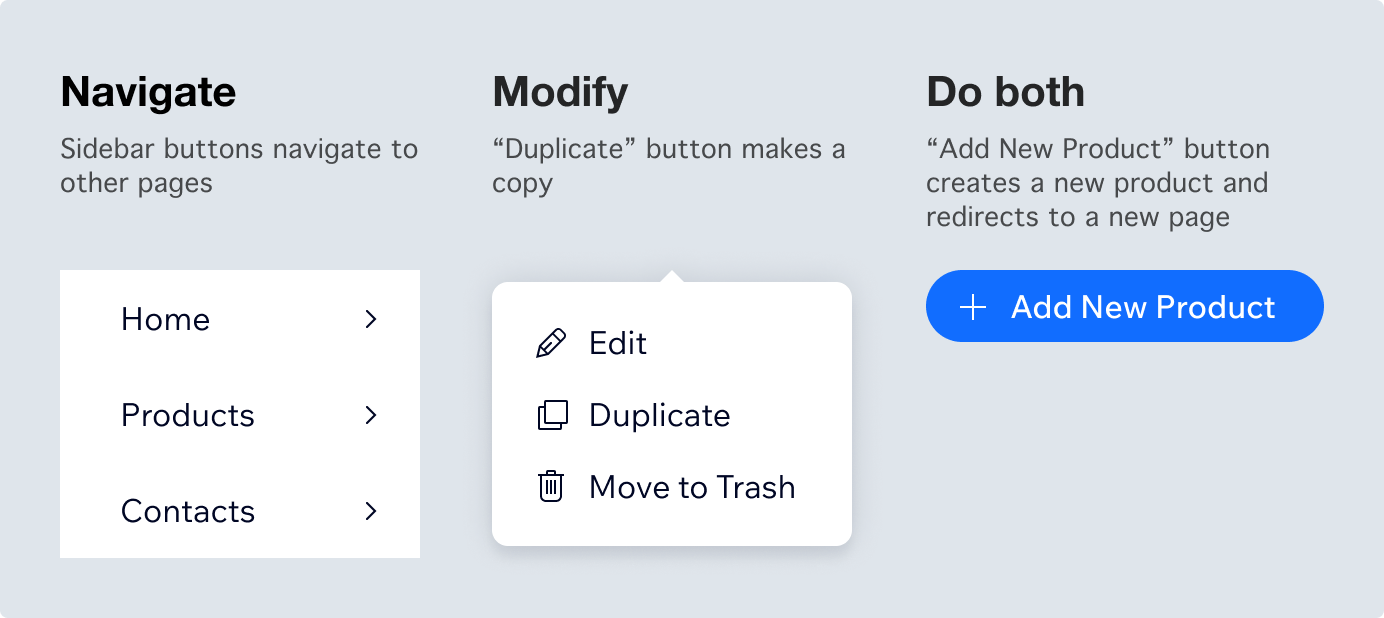 Navigate
Sidebar buttons navigate to
other pages
Home
Products
Contacts
Modify
“Duplicate” button makes a
copy
Edit
Duplicate
Move to Trash
Do both
“Add New Product” button
creates a new product and
redirects to a new page
Add New Product